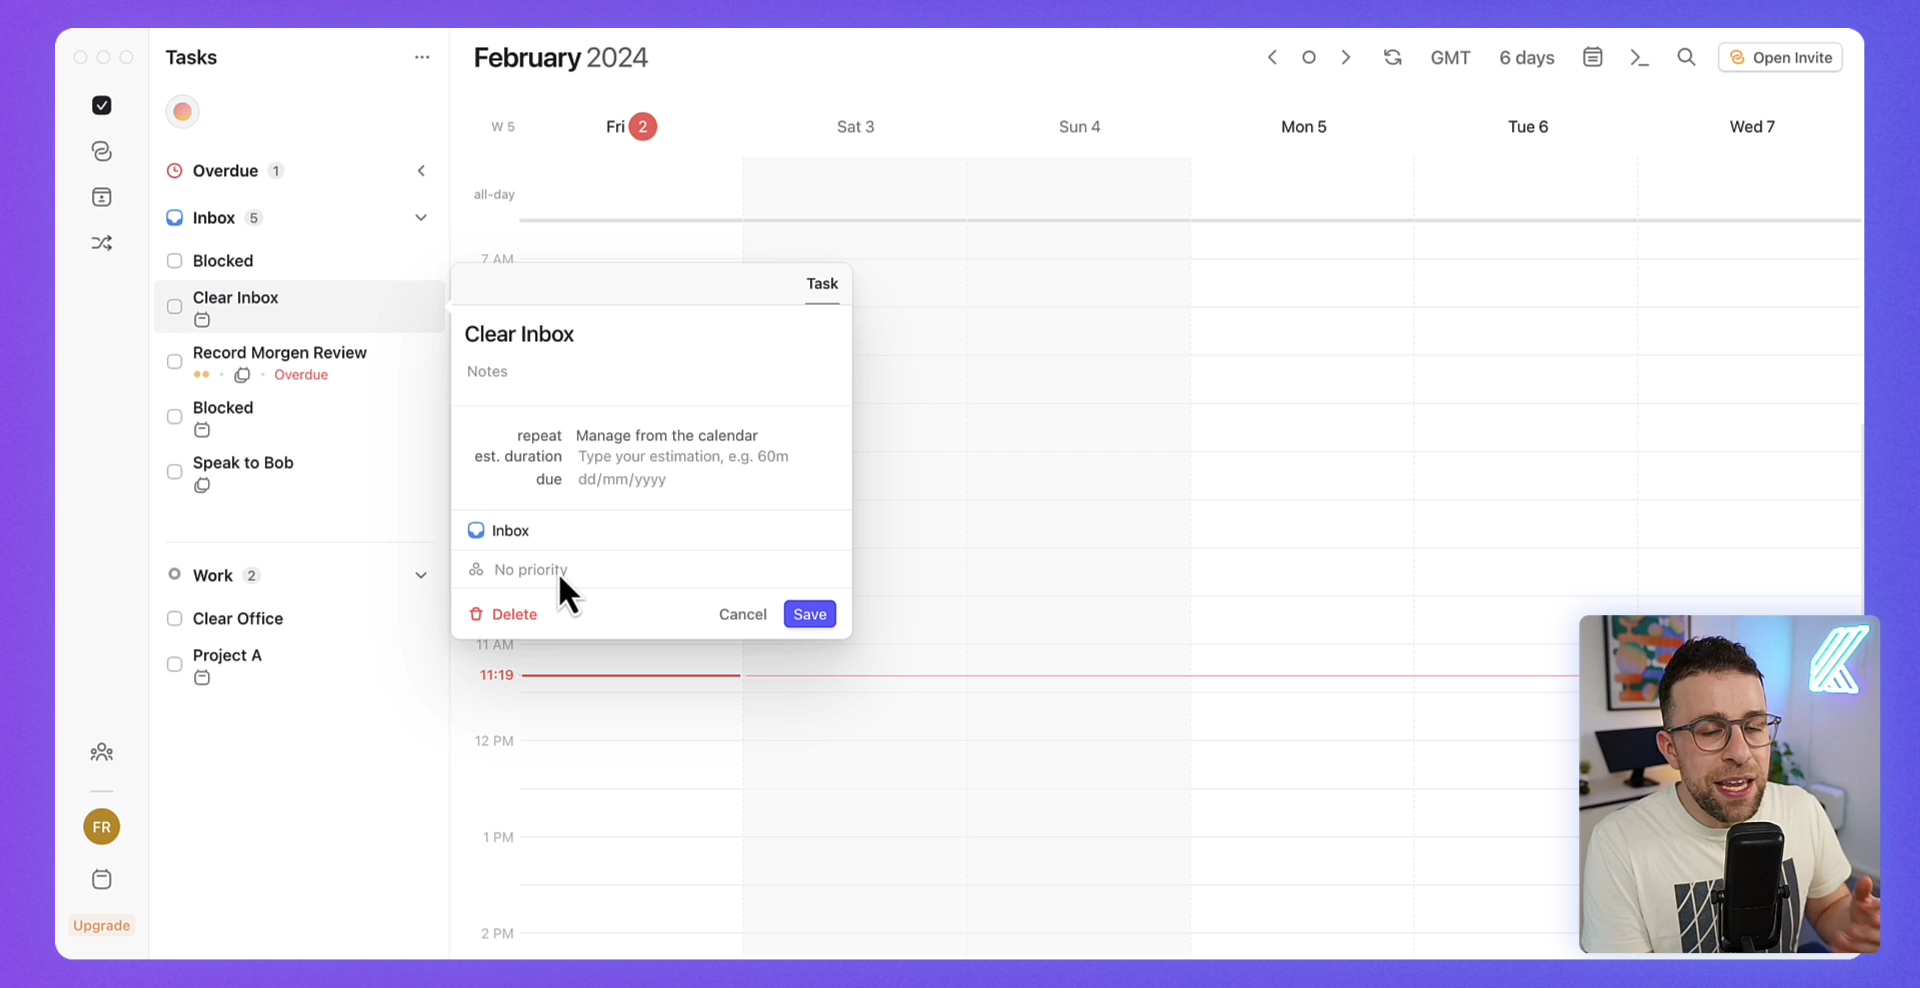 Tasks
February 2024
GMT
6 days
Open Invite
W 5
Fri 2
Sat 3
Sun 4
Mon 5
Tue 6
Wed 7
Overdue 1
all-day
Inbox 5
Blocked
7 AM
Clear Inbox
Record Morgen Review
Overdue
Blocked
Speak to Bob
Work 2
Clear Office
Project A
Task
Clear Inbox
Notes
repeat Manage from the calendar
est. duration Type your estimation, e.g. 60m
due dd/mm/yyyy
Inbox
No priority
Delete
Cancel
Save
11 AM
11:19
12 PM
1 PM
2 PM
FR
Upgrade